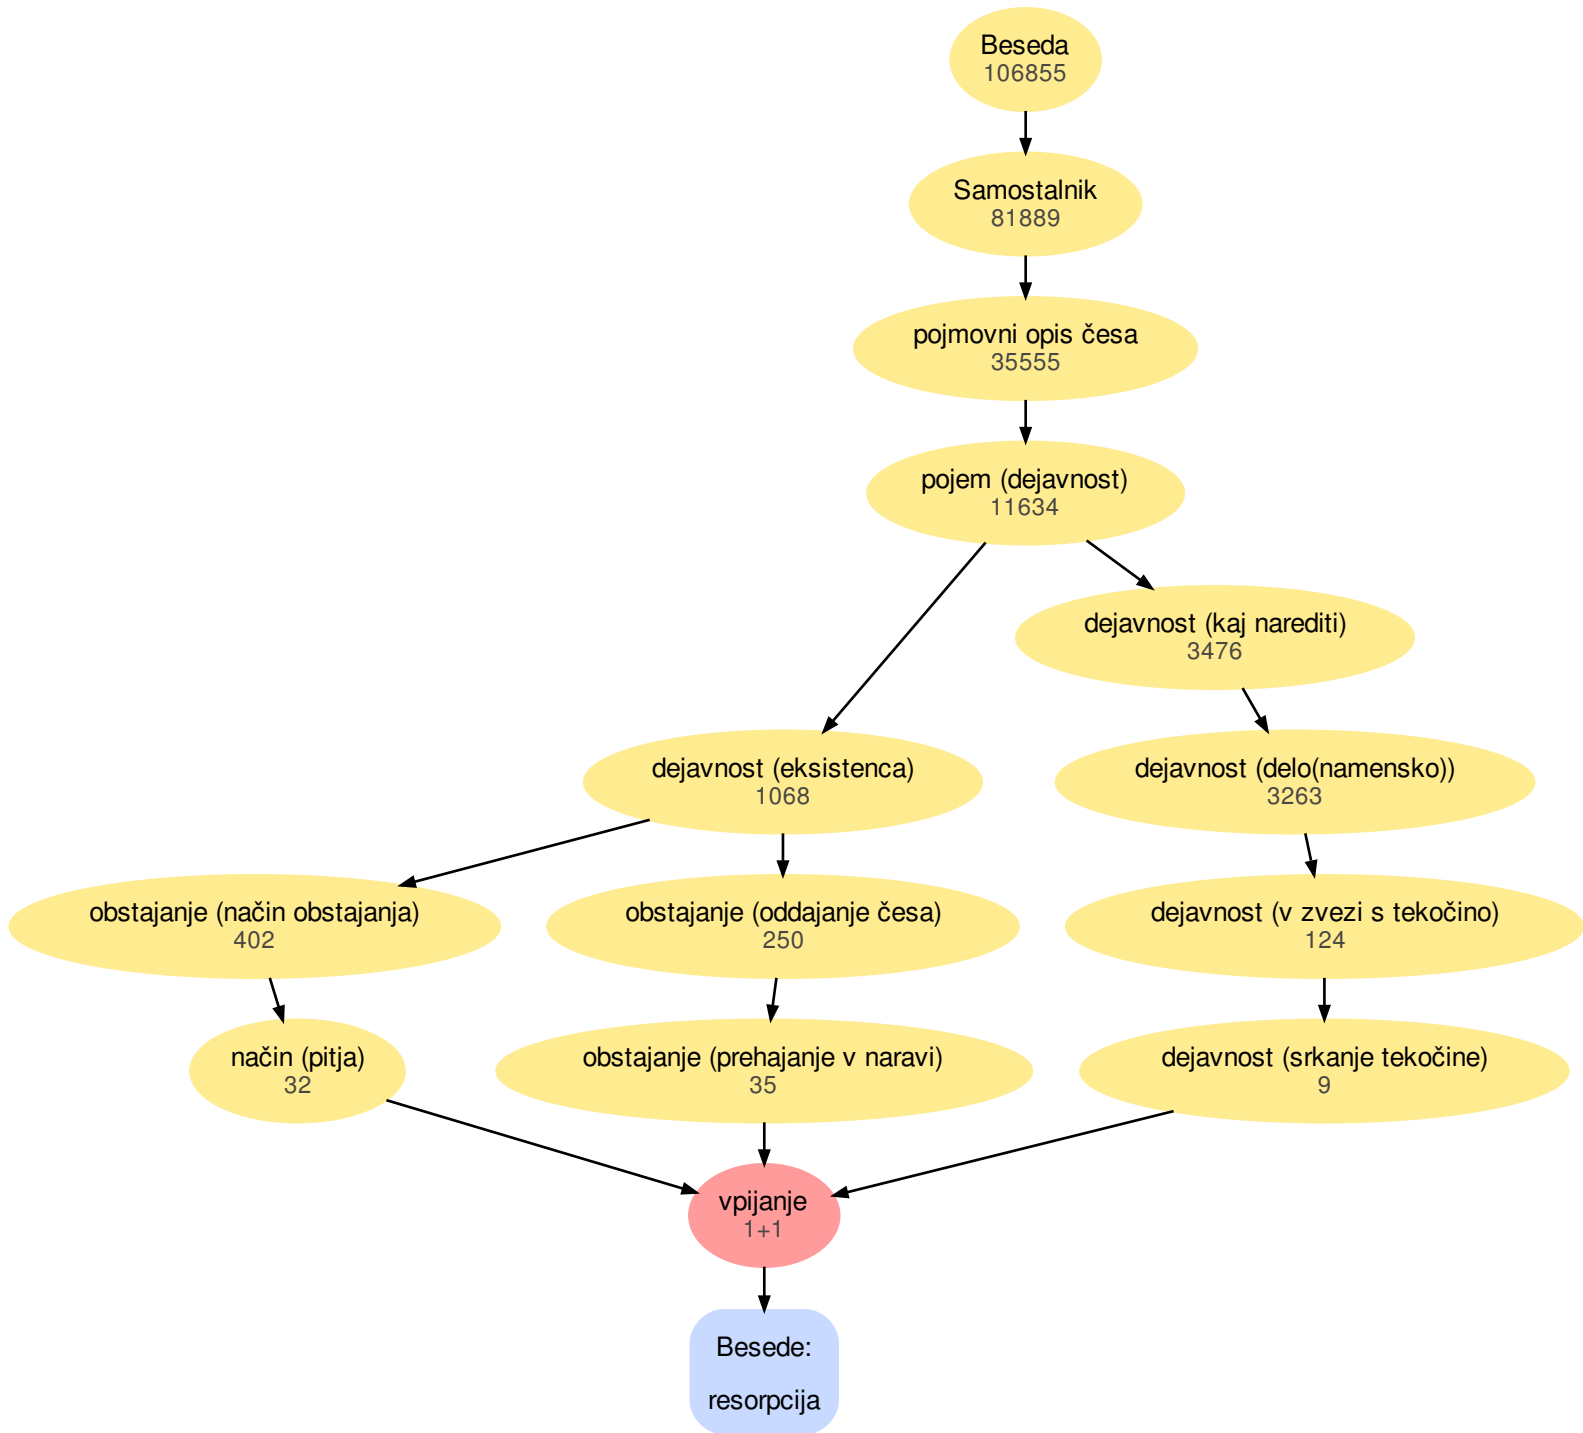 Beseda
106855
Samostalnik
81889
pojmovni opis česa
35555
pojem (dejavnost)
11634
dejavnost (kaj narediti)
3476
dejavnost (eksistenca)
1068
dejavnost (delo(namensko))
3263
obstajanje (način obstajanja)
402
obstajanje (oddajanje česa)
250
dejavnost (v zvezi s tekočino)
124
način (pitja)
32
obstajanje (prehajanje v naravi)
35
dejavnost (srkanje tekočine)
9
vpijanje
1+1
Besede:
resorpcija